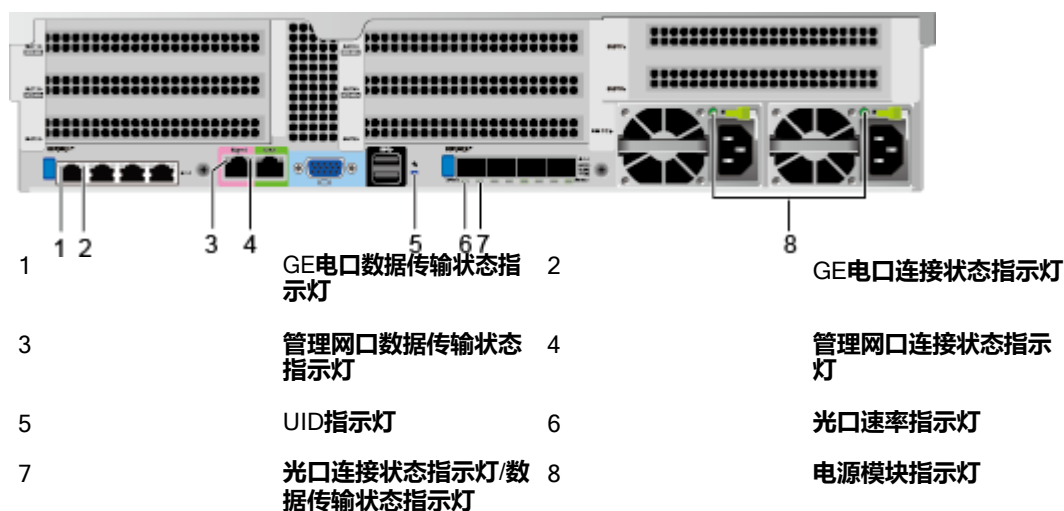 1 2 3 4 5 6 7 8
1 GE电口数据传输状态指 2 GE电口连接状态指示灯
示灯
3 管理网口数据传输状态 4 管理网口连接状态指示
指示灯 灯
5 UID指示灯 6 光口速率指示灯
7 光口连接状态指示灯/数 8 电源模块指示灯
据传输状态指示灯